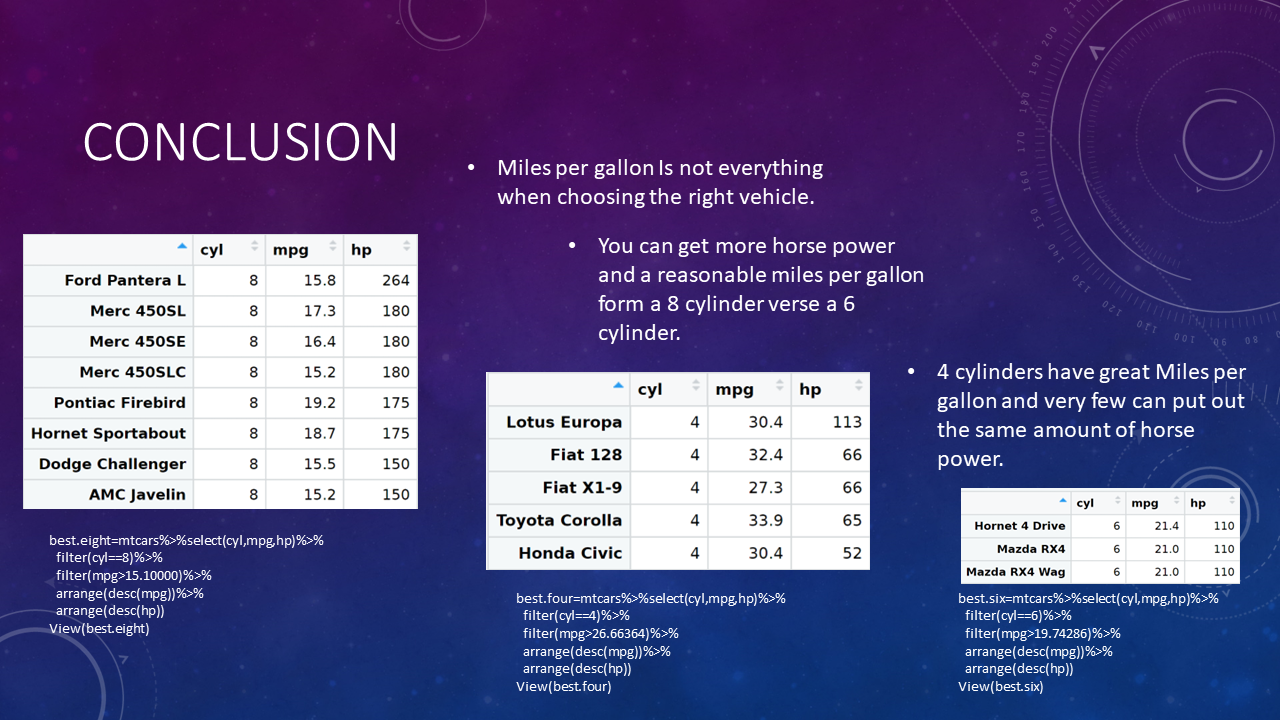 CONCLUSION
• Miles per gallon Is not everything
when choosing the right vehicle.
• You can get more horse power
and a reasonable miles per gallon
form a 8 cylinder verse a 6
cylinder.
cyl mpg hp
Ford Pantera L 8 15.8 264
Merc 450SL 8 17.3 180
Merc 450SE 8 16.4 180
Merc 450SLC 8 15.2 180
Pontiac Firebird 8 19.2 175
Hornet Sportabout 8 18.7 175
Dodge Challenger 8 15.5 150
AMC Javelin 8 15.2 150
best.eight=mtcars%>%select(cyl,mpg,hp)%>%
filter(cyl==8)%>%
filter(mpg>15.10000)%>%
arrange(desc(mpg))%>%
arrange(desc(hp))
View(best.eight)
cyl mpg hp
Lotus Europa 4 30.4 113
Fiat 128 4 32.4 66
Fiat X1-9 4 27.3 66
Toyota Corolla 4 33.9 65
Honda Civic 4 30.4 52
best.four=mtcars%>%select(cyl,mpg,hp)%>%
filter(cyl==4)%>%
filter(mpg>26.66364)%>%
arrange(desc(mpg))%>%
arrange(desc(hp))
View(best.four)
• 4 cylinders have great Miles per
gallon and very few can put out
the same amount of horse
power.
cyl mpg hp
Hornet 4 Drive 6 21.4 110
Mazda RX4 6 21.0 110
Mazda RX4 Wag 6 21.0 110
best.six=mtcars%>%select(cyl,mpg,hp)%>%
filter(cyl==6)%>%
filter(mpg>19.74286)%>%
arrange(desc(mpg))%>%
arrange(desc(hp))
View(best.six)